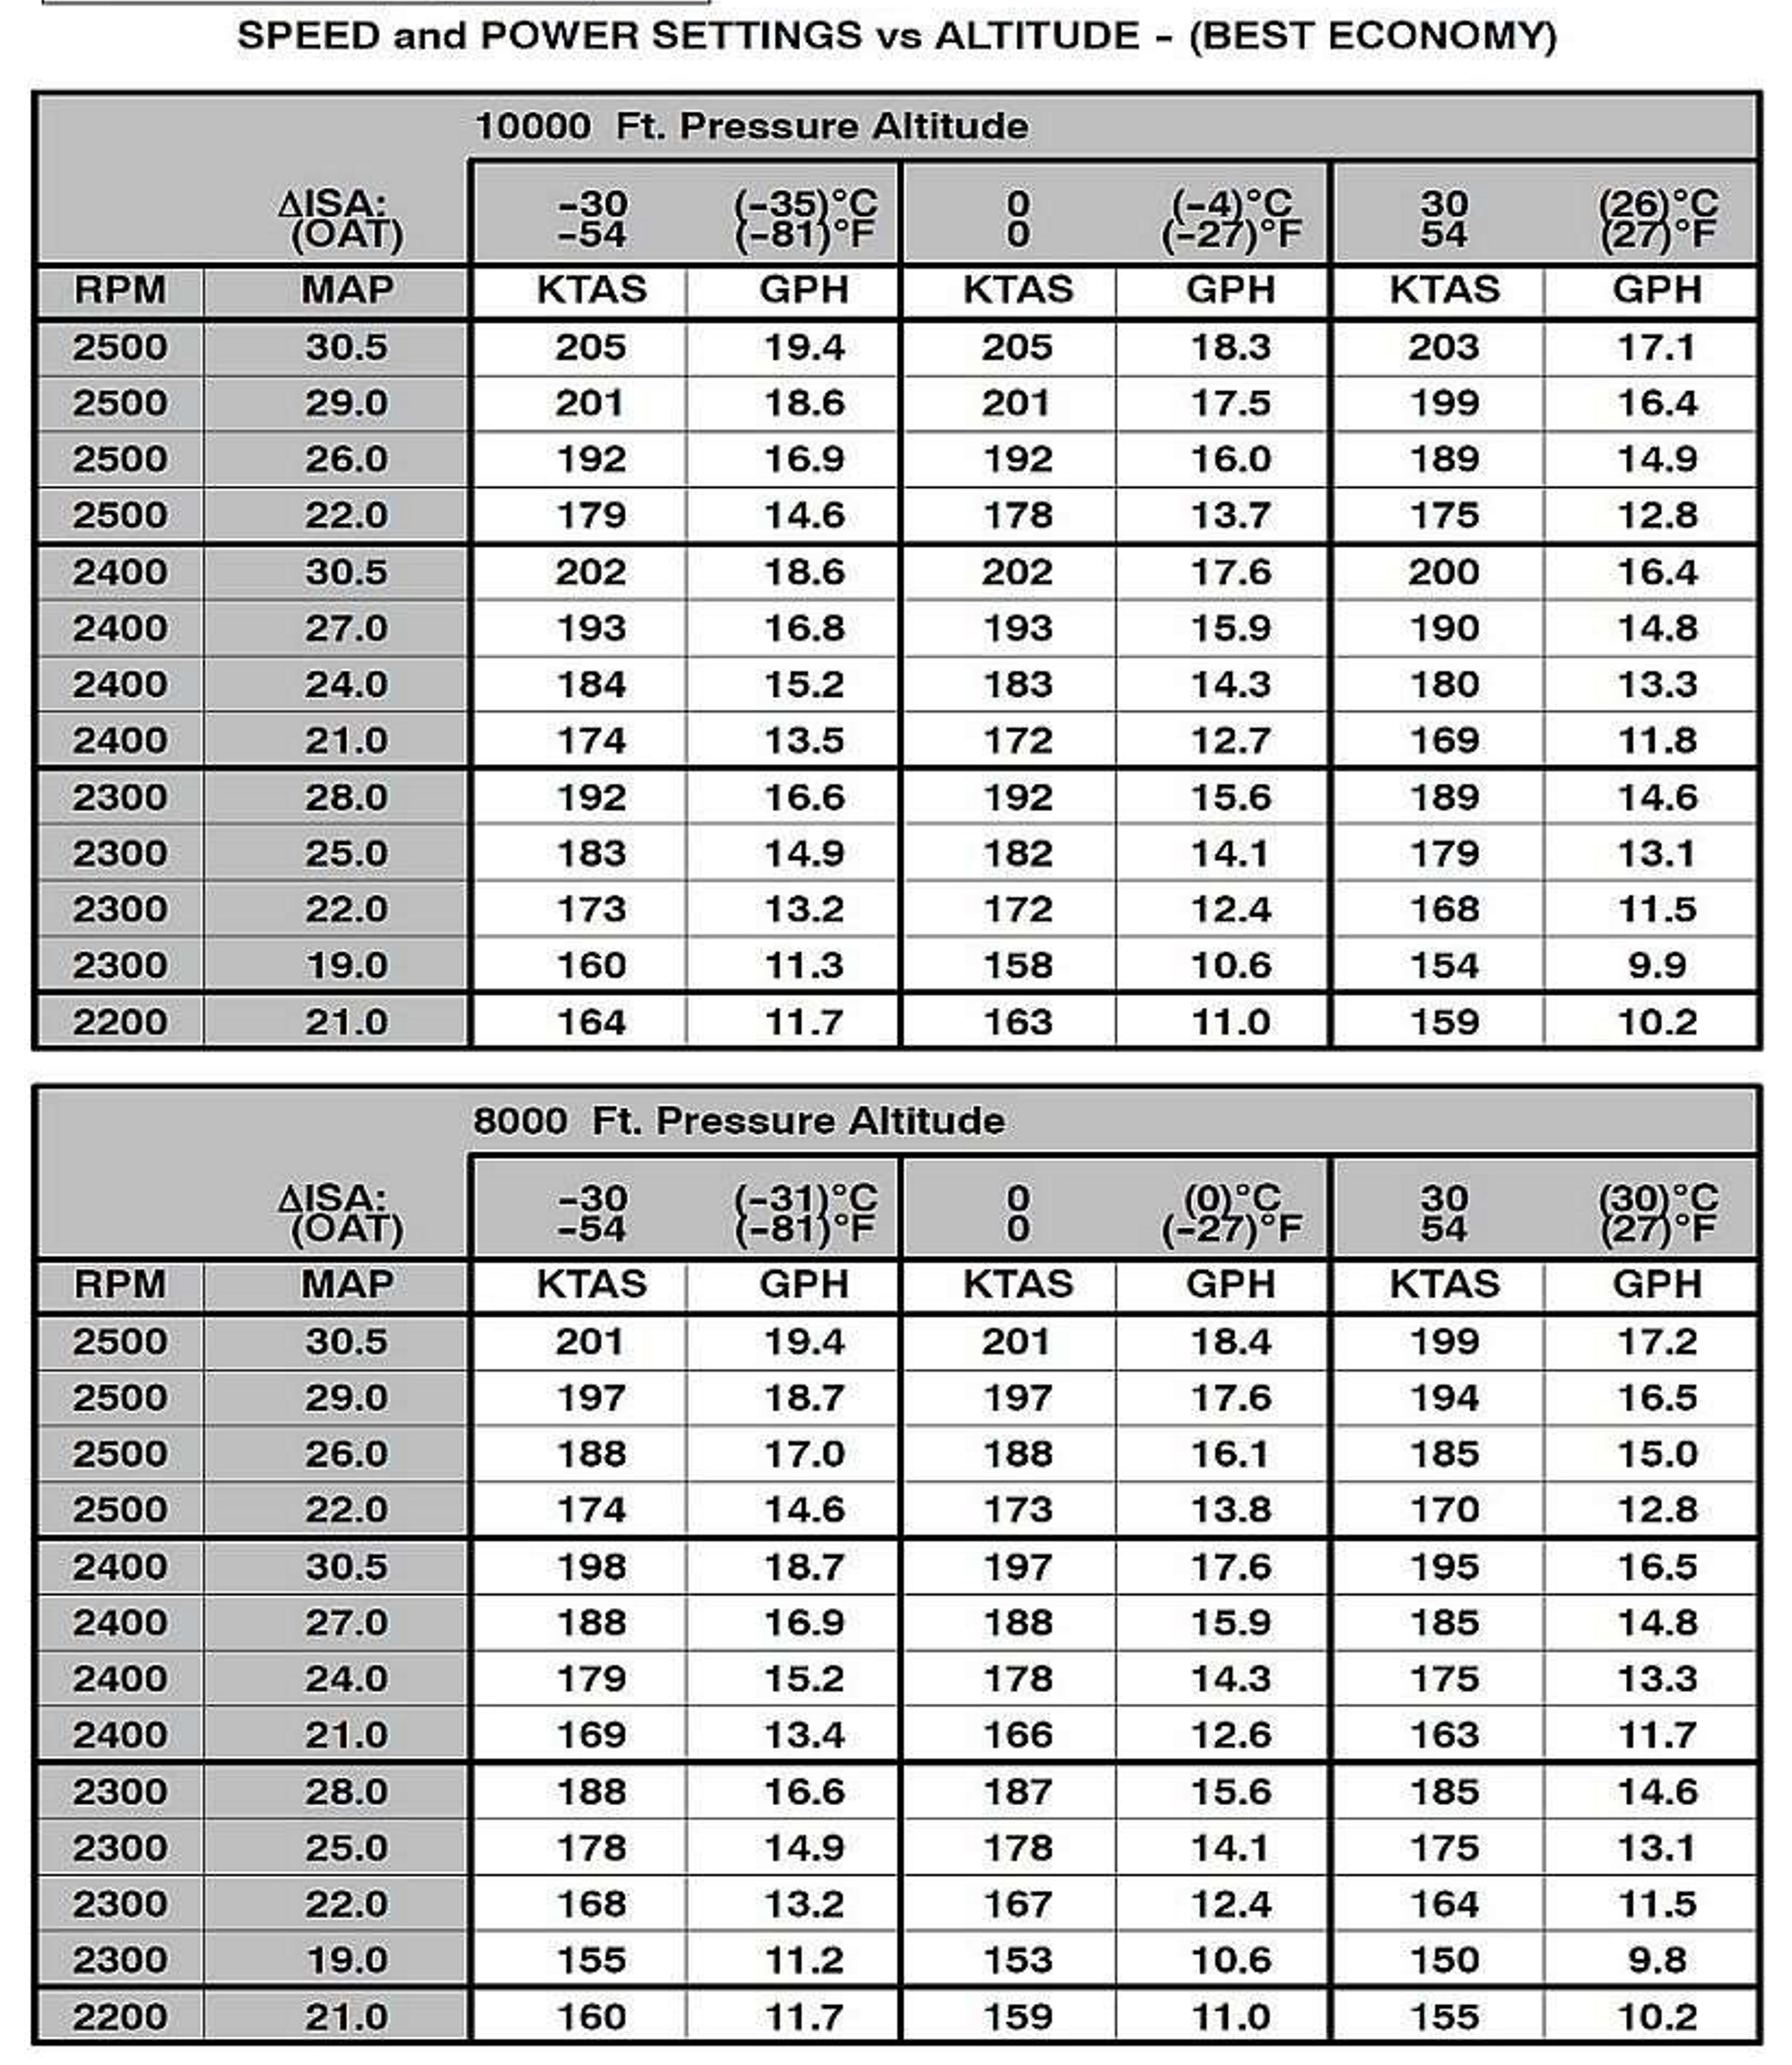 SPEED and POWER SETTINGS vs ALTITUDE - (BEST ECONOMY)
10000 Ft. Pressure Altitude
ΔISA: -30 (-35)°C 0 (-4)°C 30 (26)°C
(OAT) -54 (-81)°F 0 (-27)°F 54 (27)°F
RPM MAP KTAS GPH KTAS GPH KTAS GPH
2500 30.5 205 19.4 205 18.3 203 17.1
2500 29.0 201 18.6 201 17.5 199 16.4
2500 26.0 192 16.9 192 16.0 189 14.9
2500 22.0 179 14.6 178 13.7 175 12.8
2400 30.5 202 18.6 202 17.6 200 16.4
2400 27.0 193 16.8 193 15.9 190 14.8
2400 24.0 184 15.2 183 14.3 180 13.3
2400 21.0 174 13.5 172 12.7 169 11.8
2300 28.0 192 16.6 192 15.6 189 14.6
2300 25.0 183 14.9 182 14.1 179 13.1
2300 22.0 173 13.2 172 12.4 168 11.5
2300 19.0 160 11.3 158 10.6 154 9.9
2200 21.0 164 11.7 163 11.0 159 10.2
8000 Ft. Pressure Altitude
ΔISA: -30 (-31)°C 0 (0)°C 30 (30)°C
(OAT) -54 (-81)°F 0 (-27)°F 54 (27)°F
RPM MAP KTAS GPH KTAS GPH KTAS GPH
2500 30.5 201 19.4 201 18.4 199 17.2
2500 29.0 197 18.7 197 17.6 194 16.5
2500 26.0 188 17.0 188 16.1 185 15.0
2500 22.0 174 14.6 173 13.8 170 12.8
2400 30.5 198 18.7 197 17.6 195 16.5
2400 27.0 188 16.9 188 15.9 185 14.8
2400 24.0 179 15.2 178 14.3 175 13.3
2400 21.0 169 13.4 166 12.6 163 11.7
2300 28.0 188 16.6 187 15.6 185 14.6
2300 25.0 178 14.9 178 14.1 175 13.1
2300 22.0 168 13.2 167 12.4 164 11.5
2300 19.0 155 11.2 153 10.6 150 9.8
2200 21.0 160 11.7 159 11.0 155 10.2